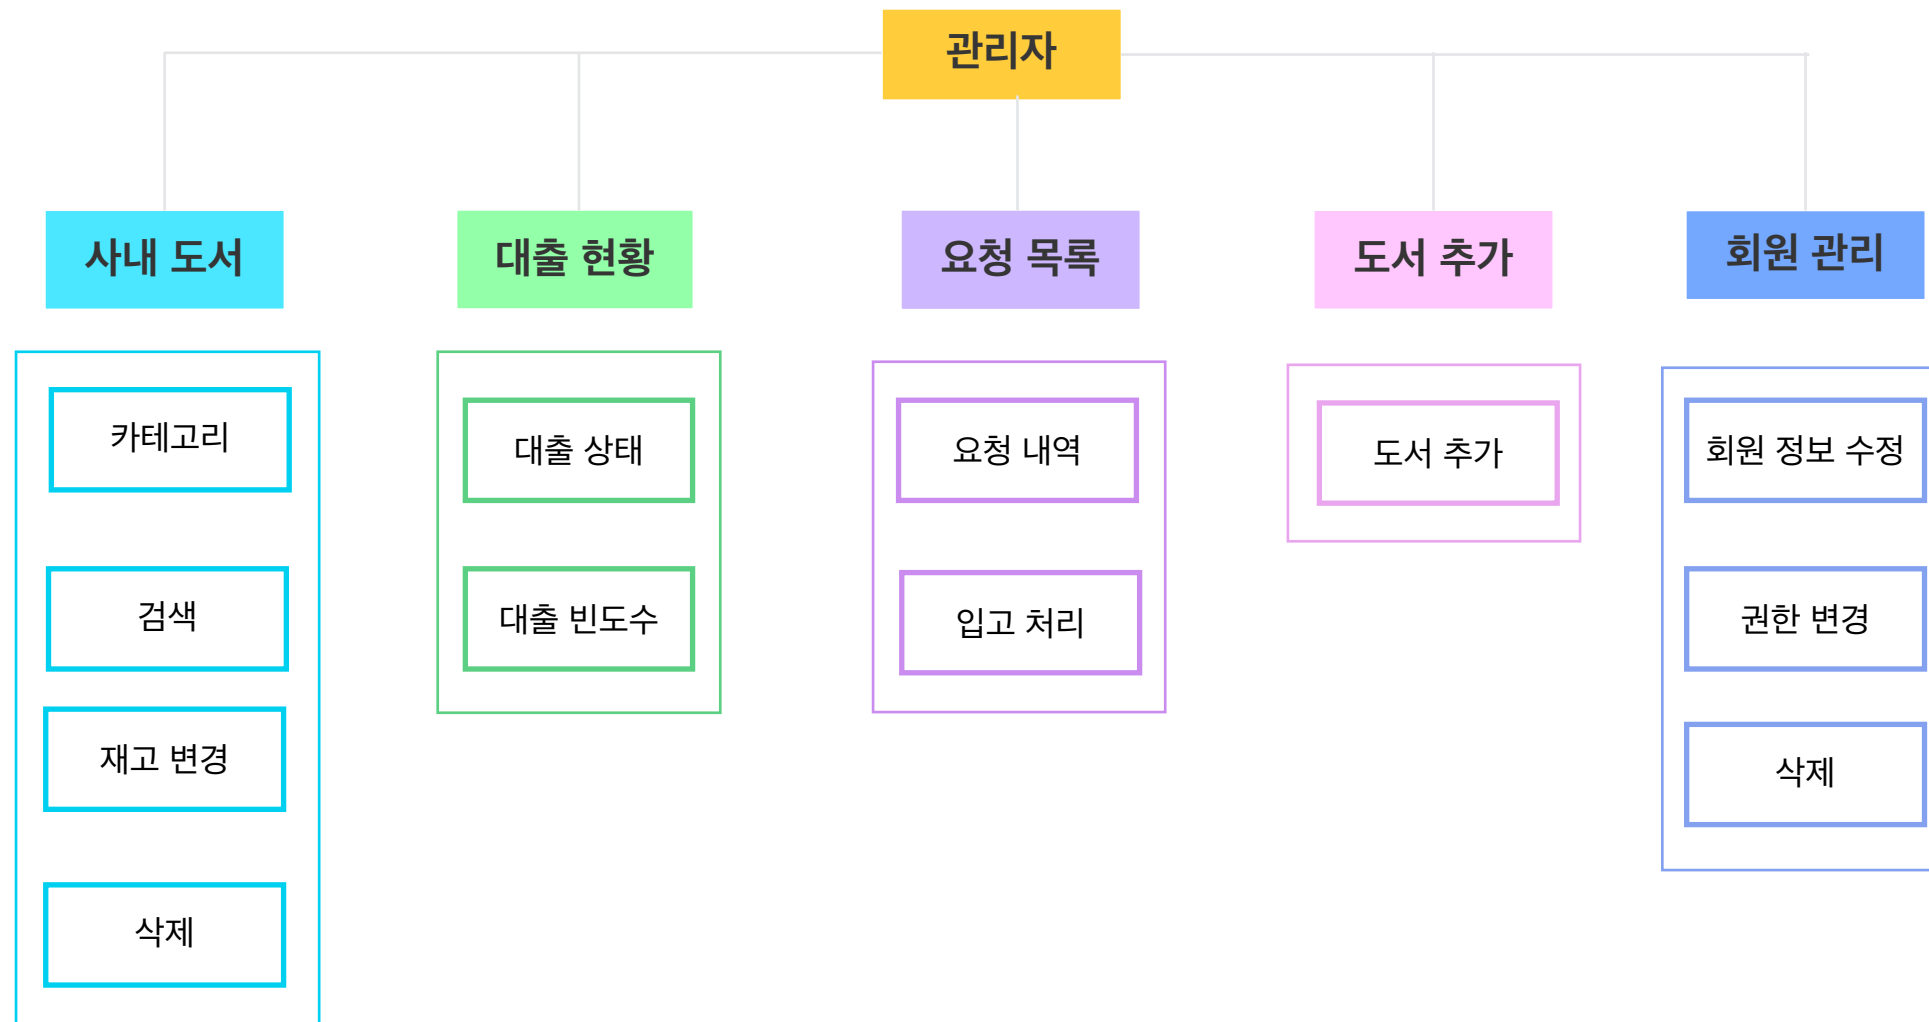 관리자
사내 도서
대출 현황
요청 목록
도서 추가
회원 관리
카테고리
검색
재고 변경
삭제
대출 상태
대출 빈도수
요청 내역
입고 처리
도서 추가
회원 정보 수정
권한 변경
삭제